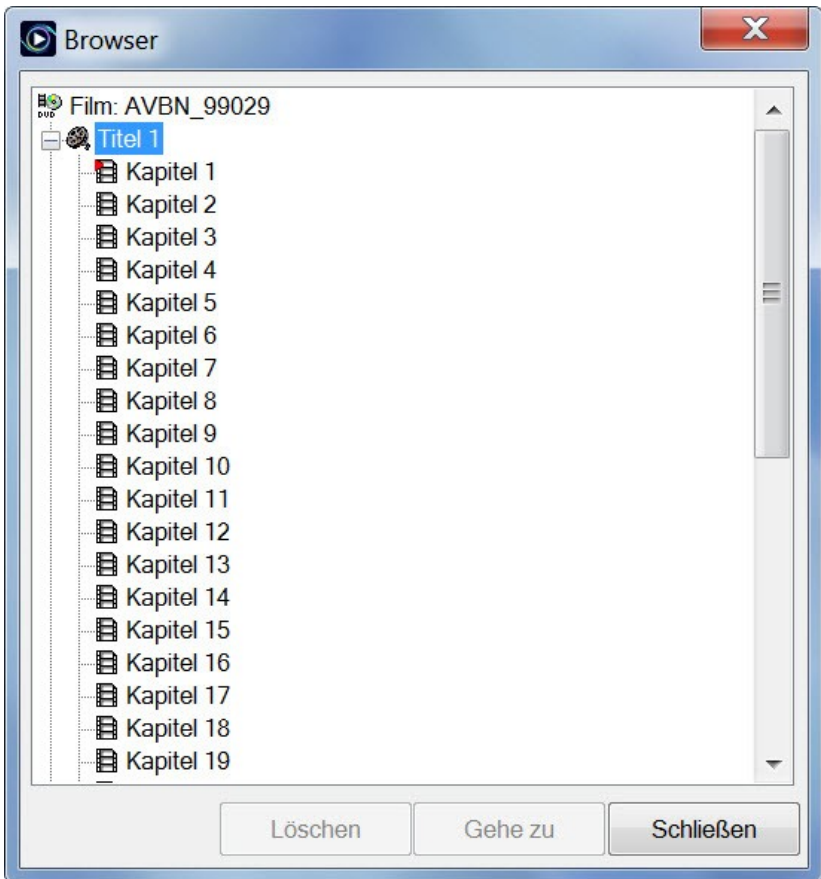 Browser
Film: AVBN_99029
DVD
Titel 1
Kapitel 1
Kapitel 2
Kapitel 3
Kapitel 4
Kapitel 5
Kapitel 6
Kapitel 7
Kapitel 8
Kapitel 9
Kapitel 10
Kapitel 11
Kapitel 12
Kapitel 13
Kapitel 14
Kapitel 15
Kapitel 16
Kapitel 17
Kapitel 18
Kapitel 19
Löschen Gehe zu Schließen